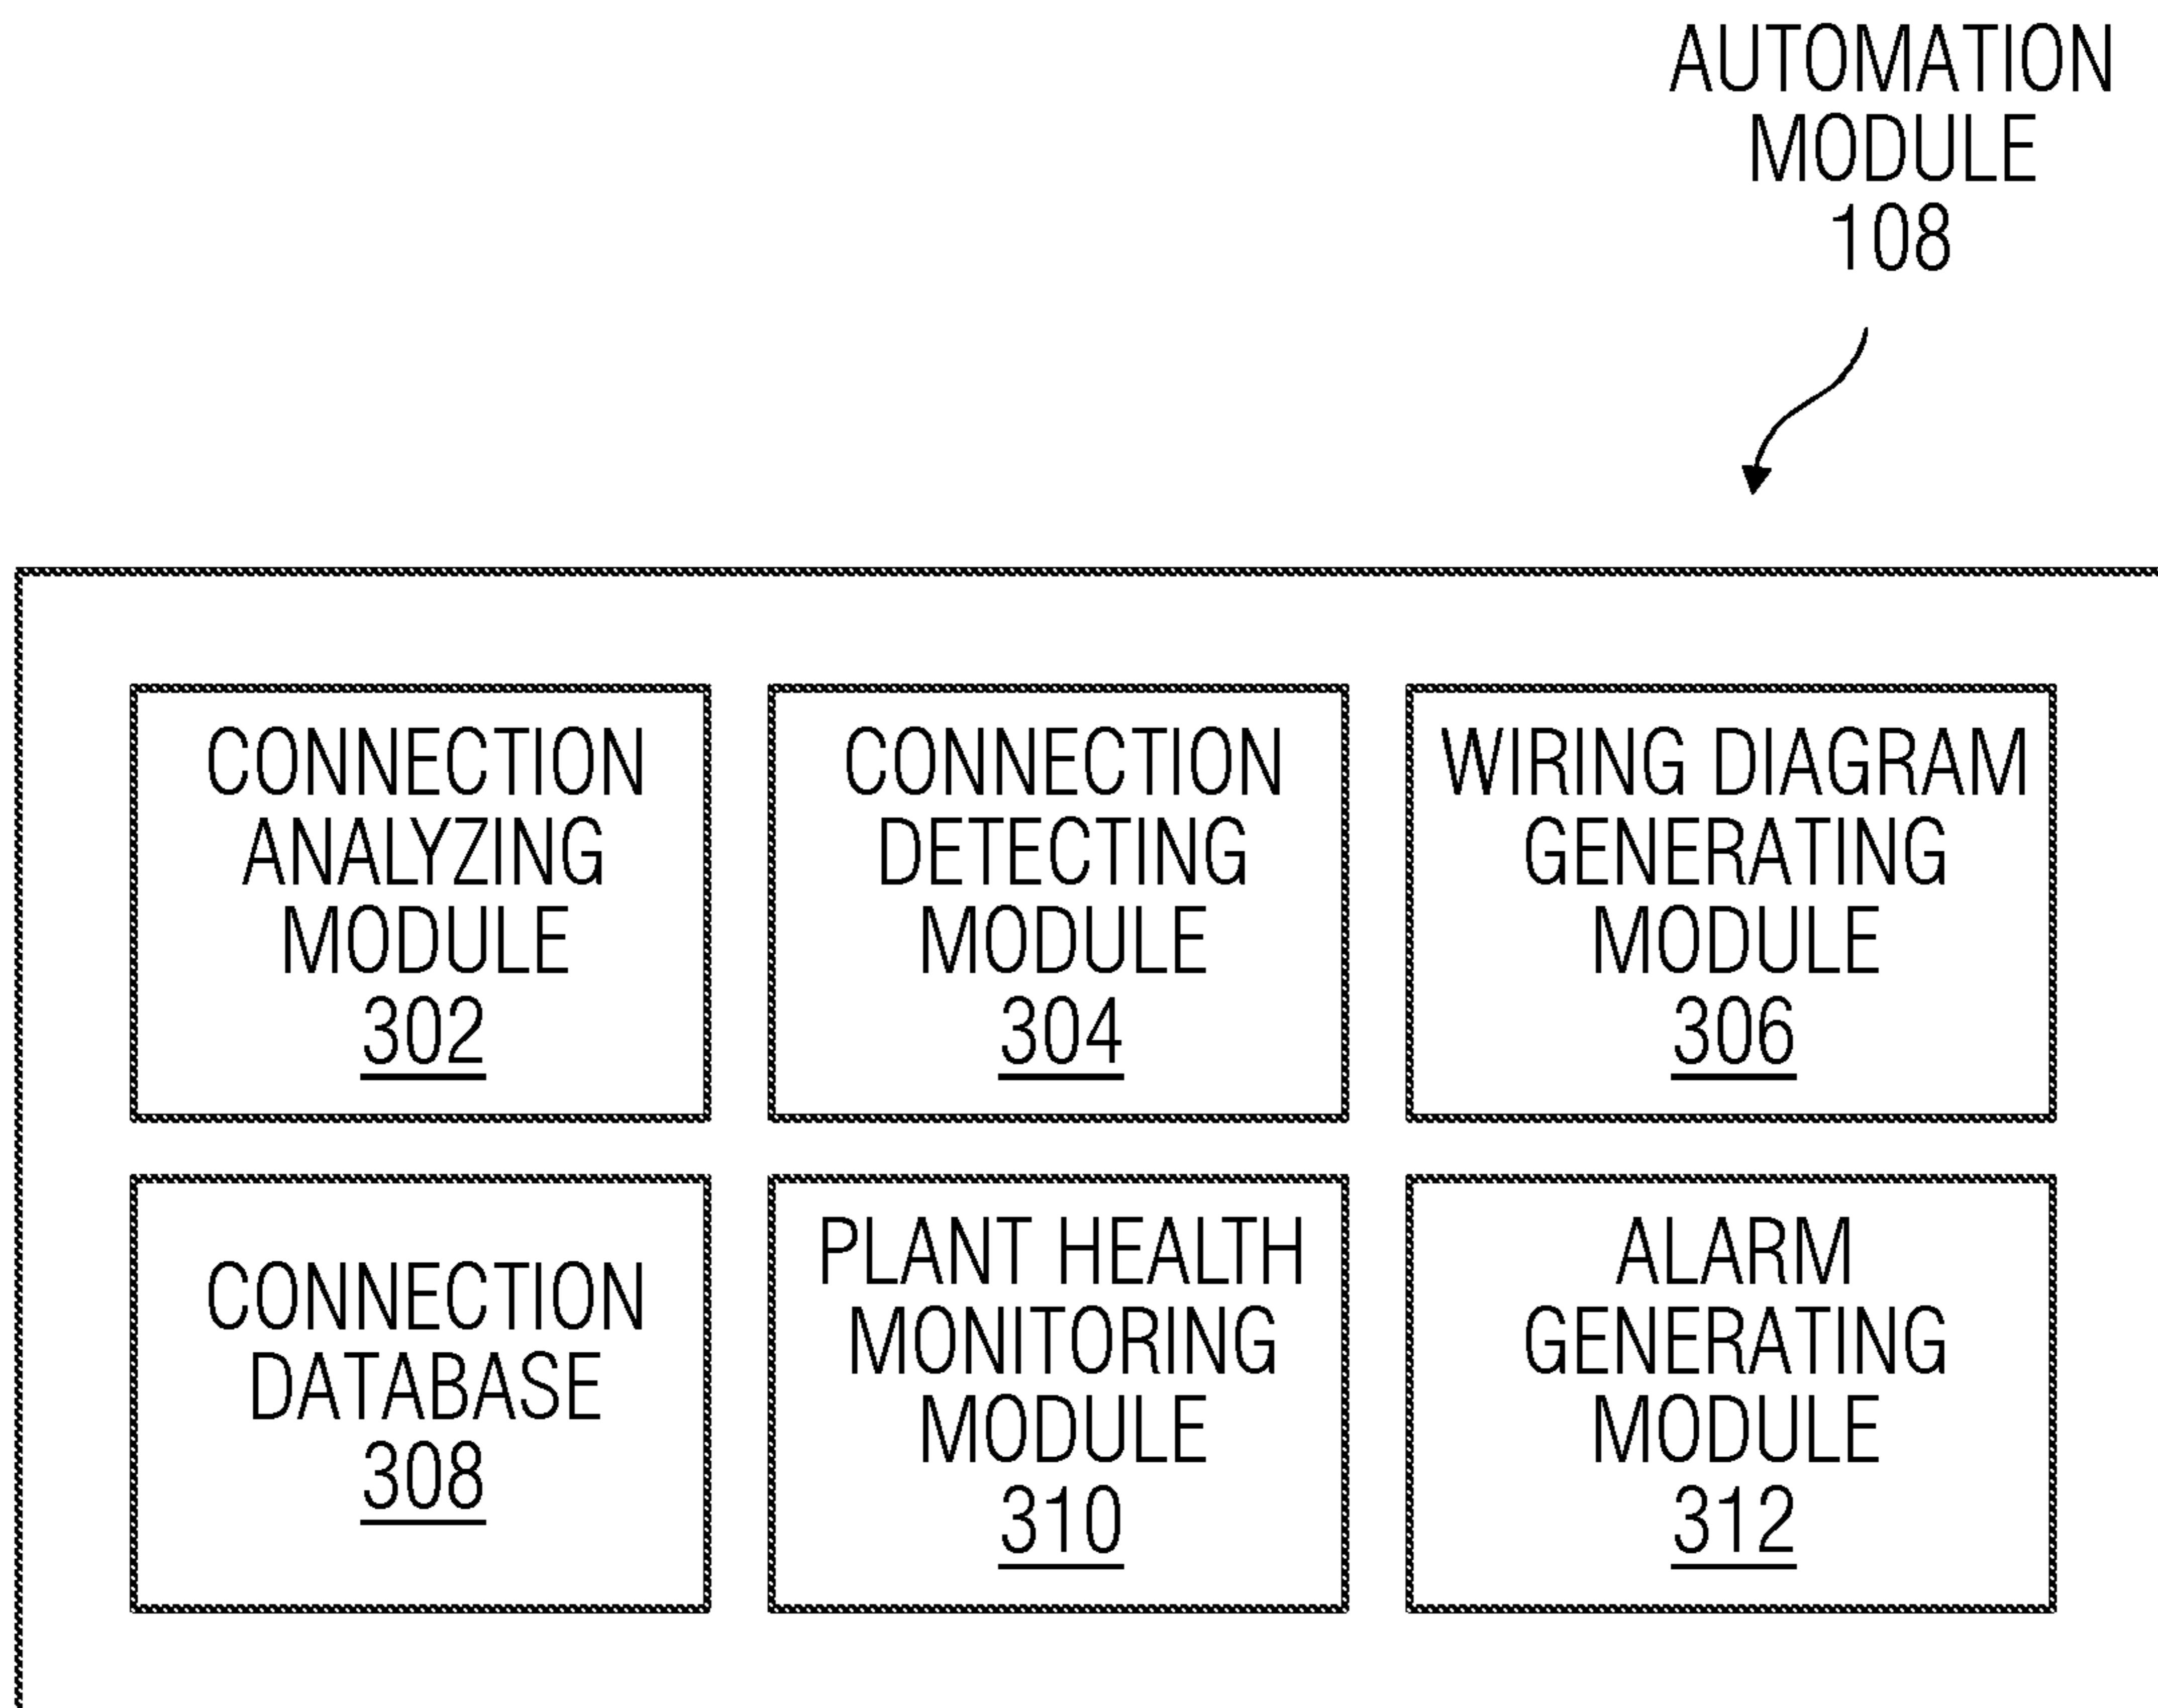 AUTOMATION
MODULE
108
CONNECTION
ANALYZING
MODULE
302
CONNECTION
DETECTING
MODULE
304
WIRING DIAGRAM
GENERATING
MODULE
306
CONNECTION
DATABASE
308
PLANT HEALTH
MONITORING
MODULE
310
ALARM
GENERATING
MODULE
312